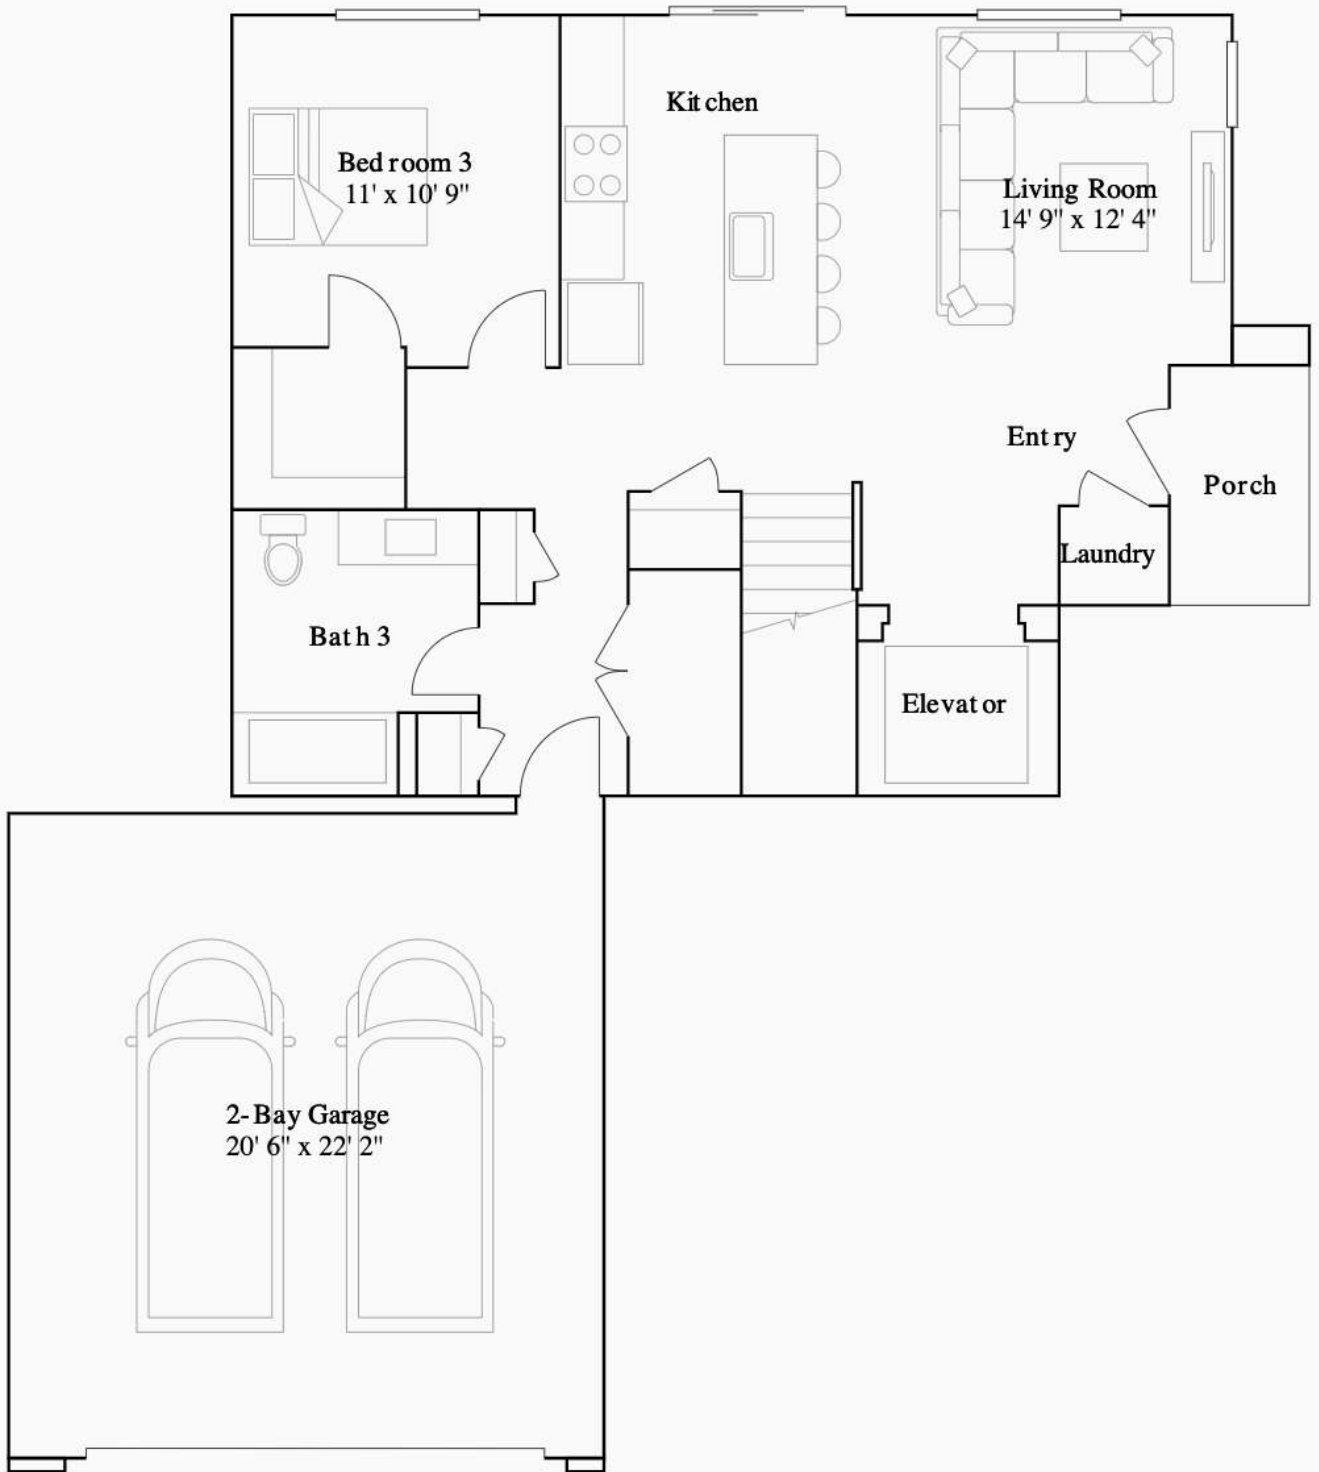 Kitchen
Bedroom 3
11' x 10' 9"
Living Room
14' 9" x 12' 4"
Entry
Porch
Laundry
Bath 3
Elevator
2-Bay Garage
20' 6" x 22' 2"